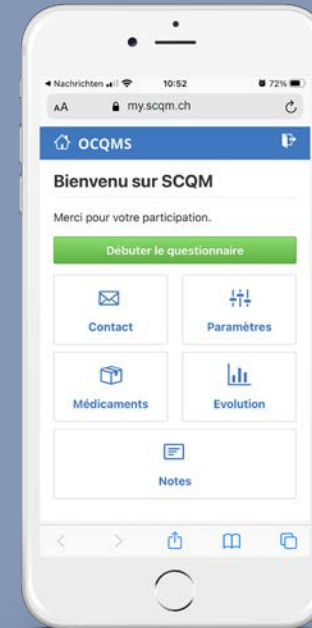 Nachrichten 10:52 72%
AA my.scqm.ch
OCQMS
Bienvenu sur SCQM
Merci pour votre participation.
Débuter le questionnaire
Contact Paramètres
Médicaments Evolution
Notes